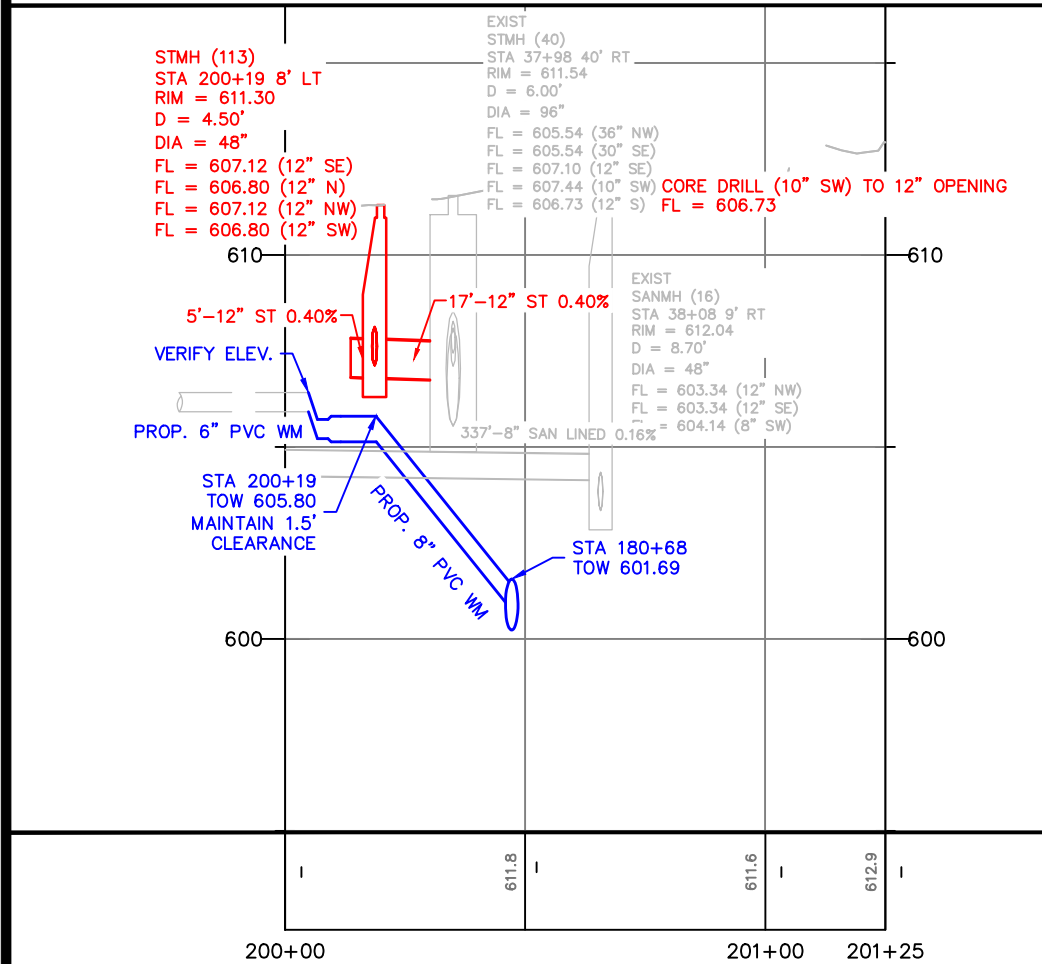 EXIST
STMH (40)
STA 37+98 40' RT
RIM = 611.54
D = 6.00'
DIA = 96"
FL = 605.54 (36" NW)
FL = 605.54 (30" SE)
FL = 607.10 (12" SE)
FL = 607.44 (10" SW)
FL = 606.73 (12" S)
STMH (113)
STA 200+19 8' LT
RIM = 611.30
D = 4.50'
DIA = 48"
FL = 607.12 (12" SE)
FL = 606.80 (12" N)
FL = 607.12 (12" NW)
FL = 606.80 (12" SW)
CORE DRILL (10" SW) TO 12" OPENING
FL = 606.73
610
610
EXIST
SANMH (16)
STA 38+08 9' RT
RIM = 612.04
D = 8.70'
DIA = 48"
FL = 603.34 (12" NW)
FL = 603.34 (12" SE)
= 604.14 (8" SW)
17'-12" ST 0.40%
5'-12" ST 0.40%
VERIFY ELEV.
PROP. 6" PVC WM
337'-8" SAN LINED 0.16%
STA 200+19
TOW 605.80
MAINTAIN 1.5'
CLEARANCE
PROP. 8" PVC WM
STA 180+68
TOW 601.69
600
600
611.8
611.6
612.9
200+00
201+00
201+25